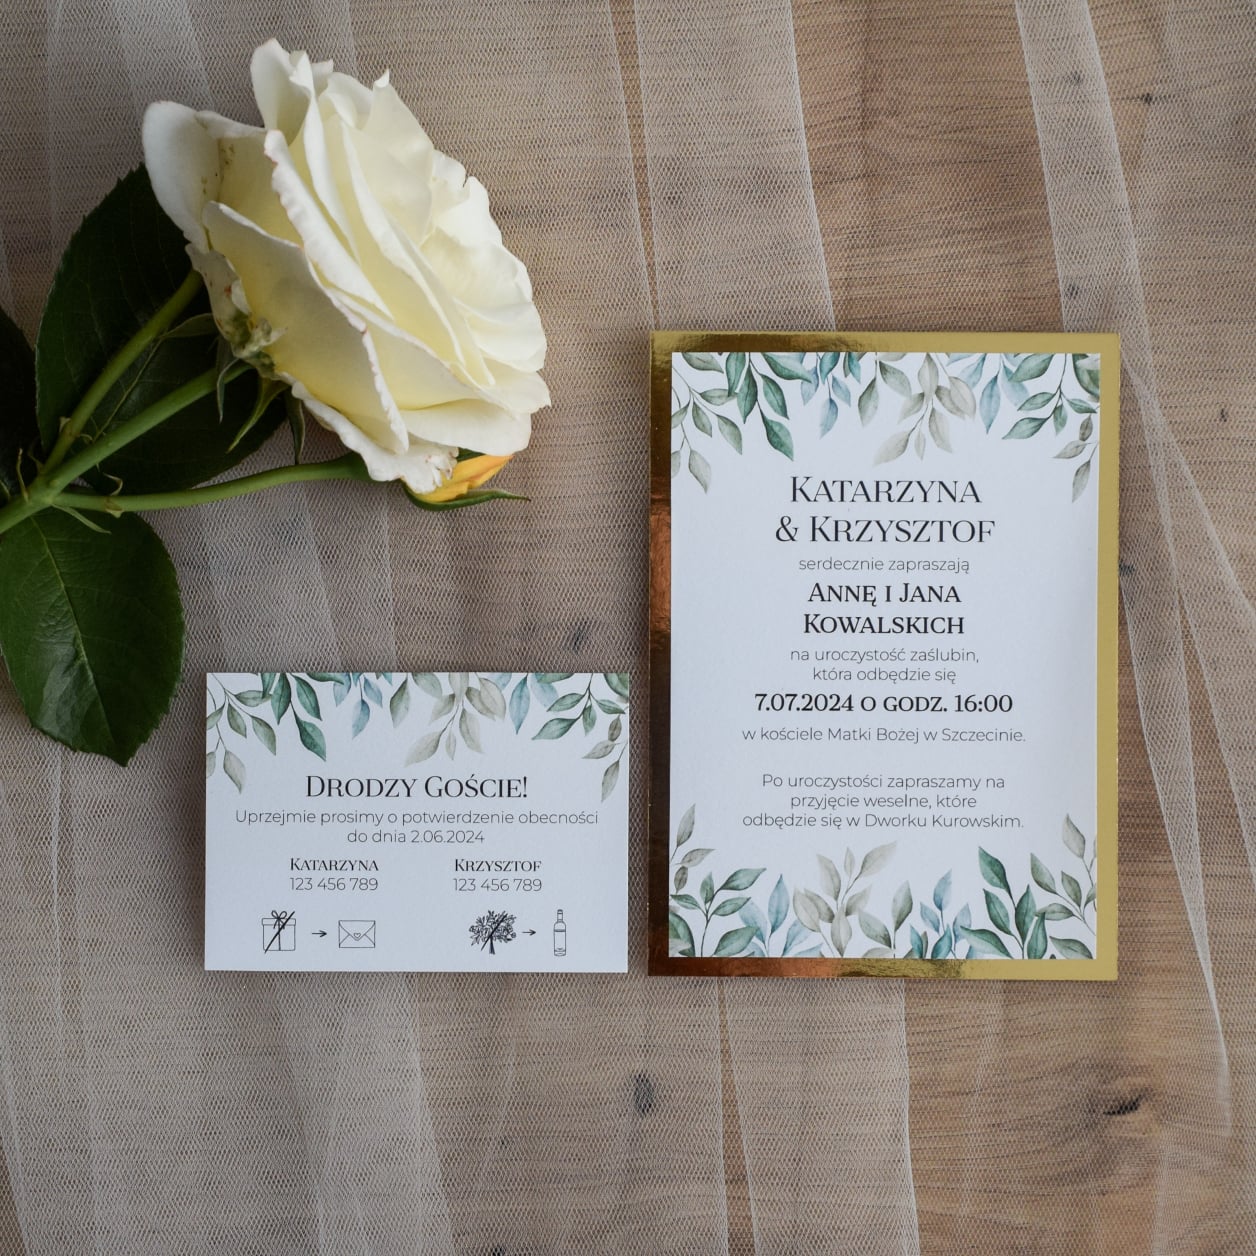 KATARZYNA
& KRZYSZTOF
serdecznie zapraszają
ANNĘ I JANA
KOWALSKICH
na uroczystość zaślubin,
która odbędzie się
7.07.2024 O GODZ. 16:00
w kościele Matki Bożej w Szczecinie.
Po uroczystości zapraszamy na
przyjęcie weselne, które
odbędzie się w Dworku Kurowskim.
DRODZY GOŚCIE!
Uprzejmie prosimy o potwierdzenie obecności
do dnia 2.06.2024
KATARZYNA KRZYSZTOF
123 456 789 123 456 789